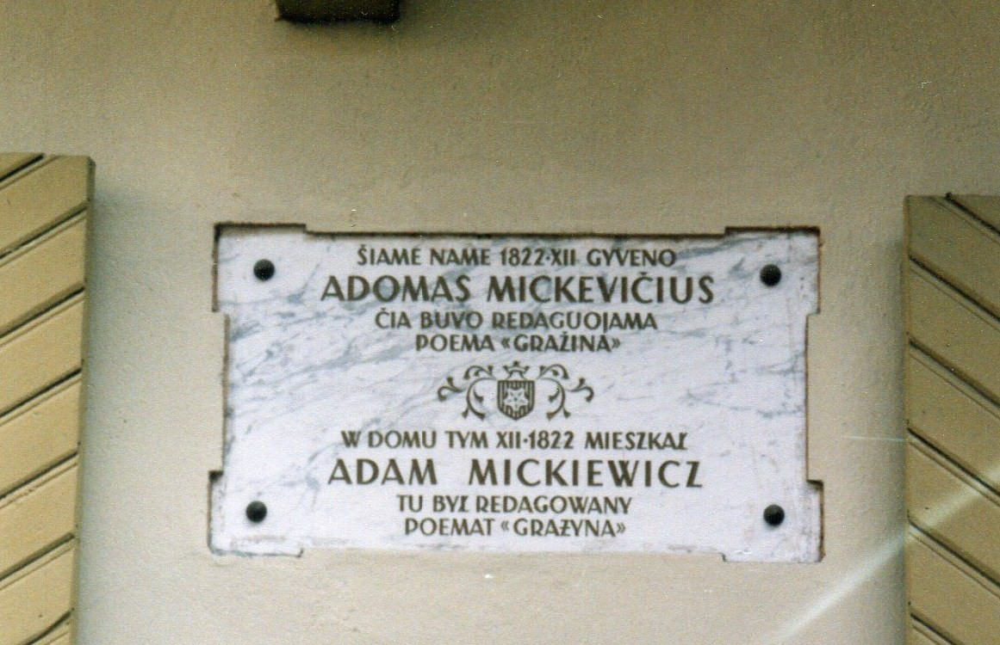 ŠIAME NAME 1822·XII GYVENO
ADOMAS MICKEVIČIUS
ČIA BUVO REDAGUOJAMA
POEMA «GRAŽINA»
W DOMU TYM XII·1822 MIESZKAŁ
ADAM MICKIEWICZ
TU BYŁ REDAGOWANY
POEMAT «GRAŻYNA»